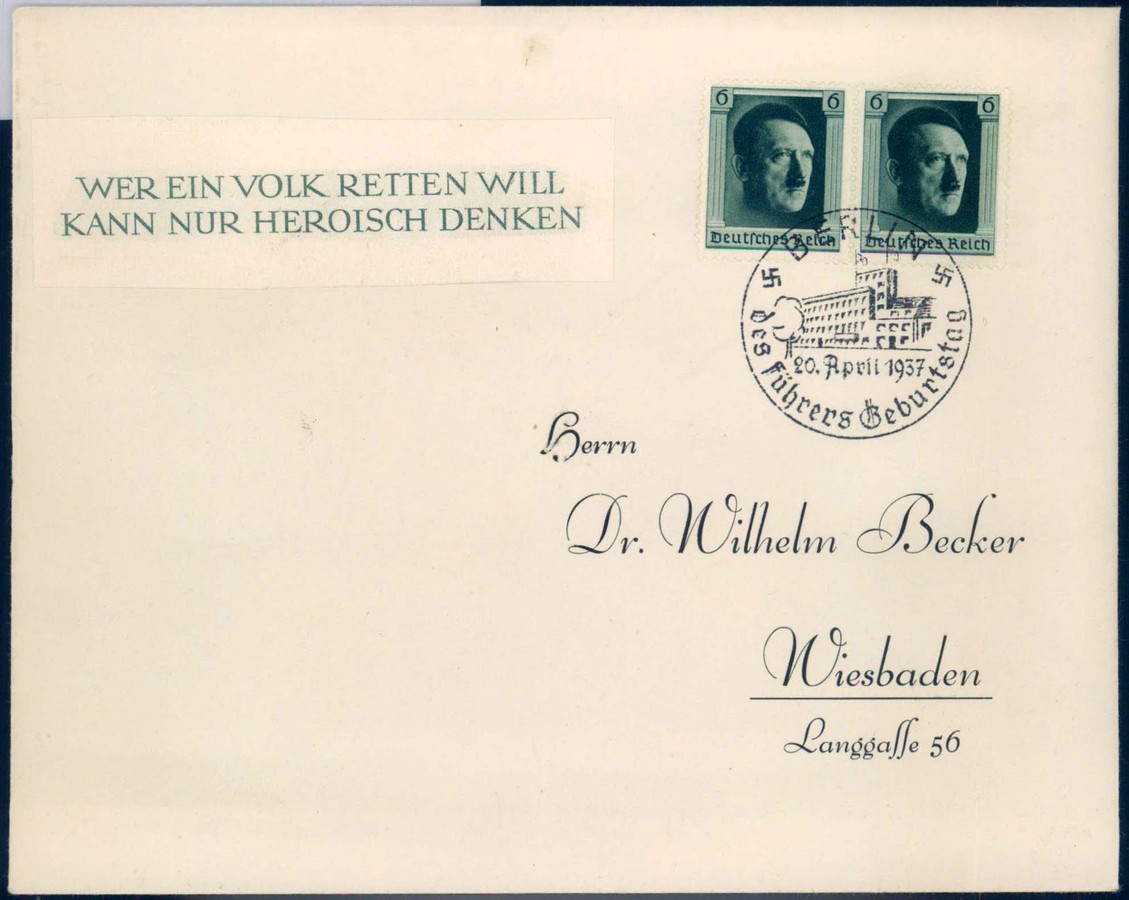 WER EIN VOLK RETTEN WILL
KANN NUR HEROISCH DENKEN
6 6
Deutsches Reich
6 6
Deutsches Reich
BERLIN
20. April 1937
des Führers Geburtstag
Herrn
Dr. Wilhelm Becker
Wiesbaden
Langgasse 56